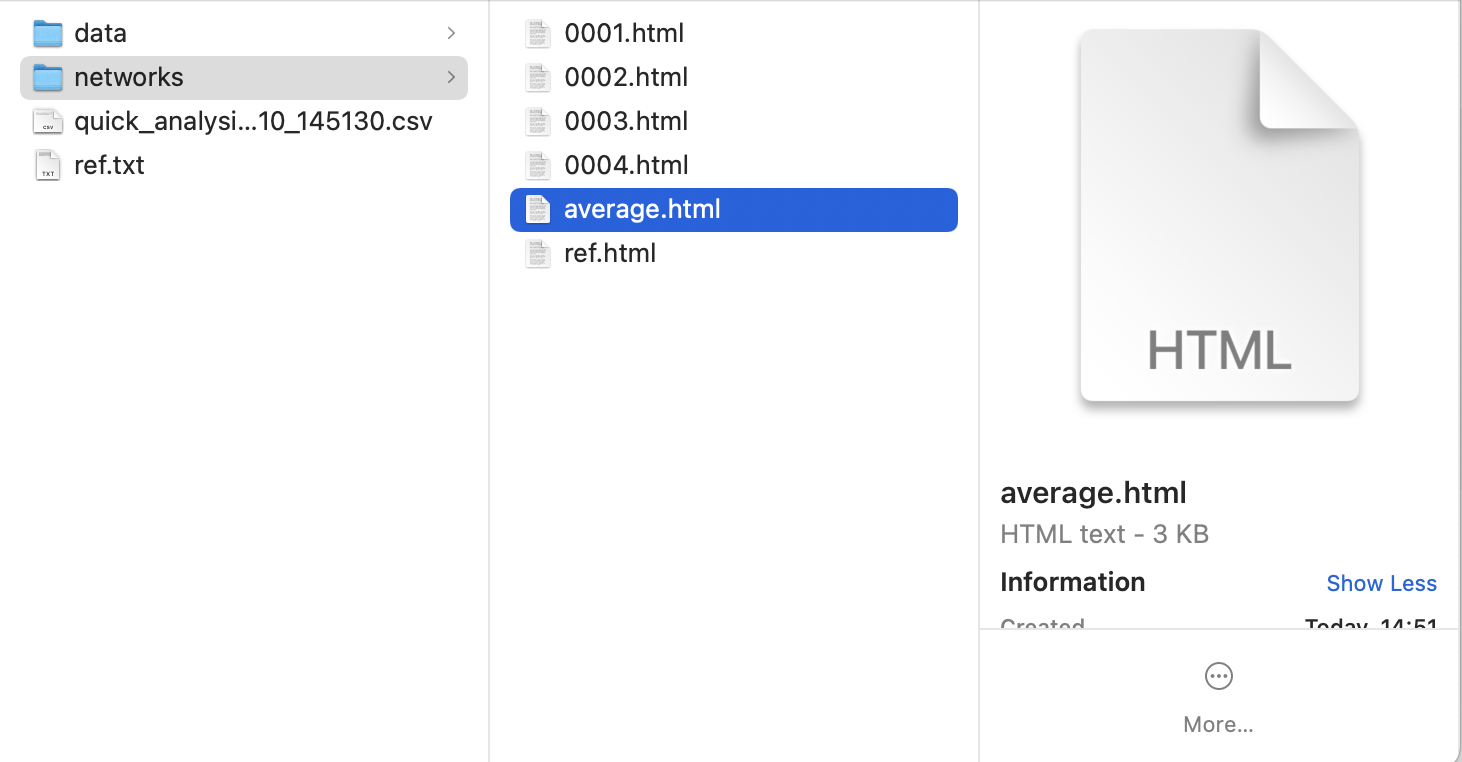 data
networks
quick_analysi...10_145130.csv
ref.txt
0001.html
0002.html
0003.html
0004.html
average.html
ref.html
HTML
average.html
HTML text - 3 KB
Information Show Less
Created Today, 14:51
More...